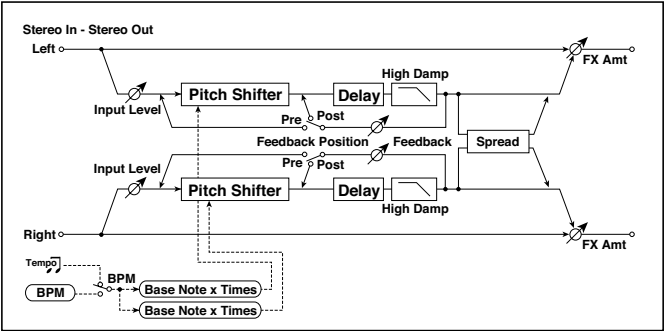 Stereo In - Stereo Out
Left
FX Amt
High Damp
Pitch Shifter
Delay
Input Level
Pre Post
Feedback Position Feedback
Spread
Input Level
Pre Post
Pitch Shifter
Delay
High Damp
Right
FX Amt
Tempo
BPM
BPM
Base Note x Times
Base Note x Times